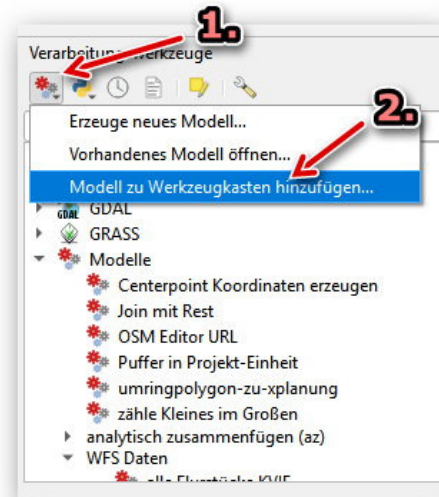 1.
Verarbeitungswerkzeuge
2.
Erzeuge neues Modell...
Vorhandenes Modell öffnen...
Modell zu Werkzeugkasten hinzufügen...
GDAL GDAL
GRASS
Modelle
Centerpoint Koordinaten erzeugen
Join mit Rest
OSM Editor URL
Puffer in Projekt-Einheit
umringpolygon-zu-xplanung
zähle Kleines im Großen
analytisch zusammenfügen (az)
WFS Daten
alle Flurstücke